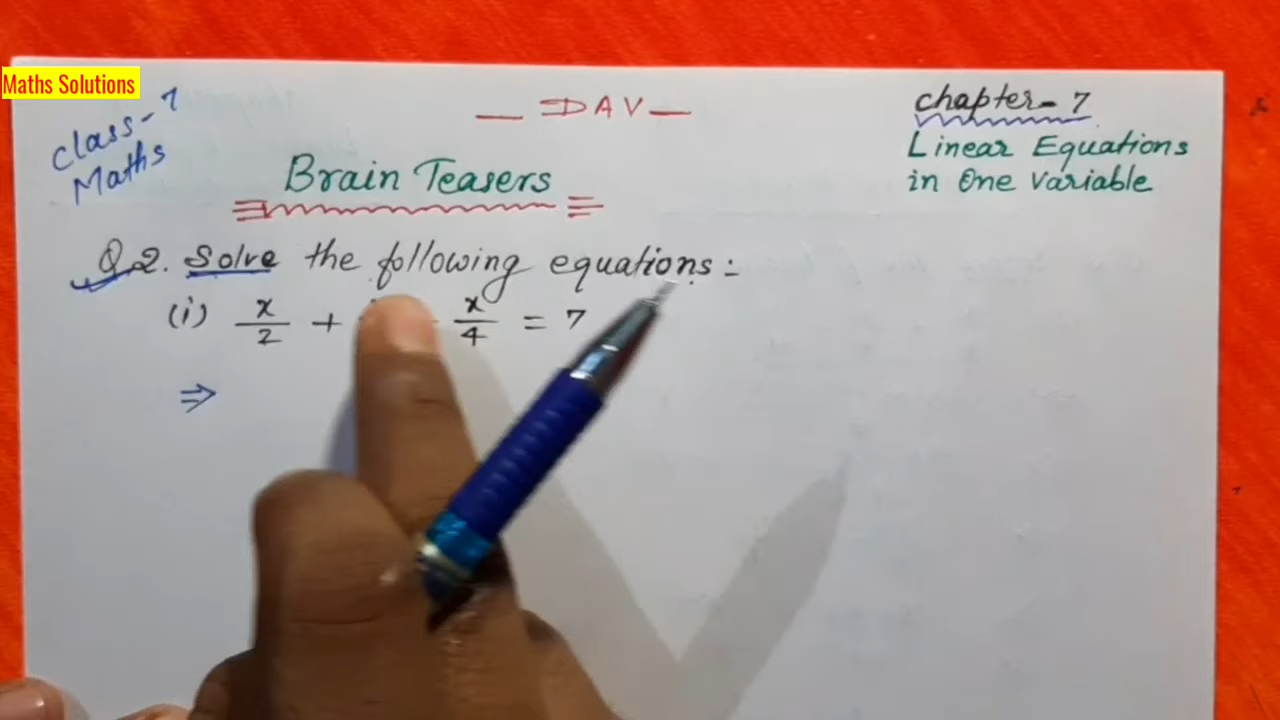 Maths Solutions
class-7
Maths
— DAV —
chapter-7
Linear Equations
in One Variable
Brain Teasers
Q.2. Solve the following equations:
(i) x/2 + x/4 = 7
⇒